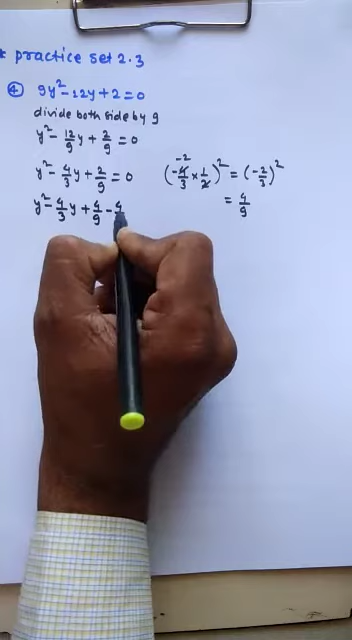 * practice set 2.3
④ 9y² - 12y + 2 = 0
divide both side by 9
y² - 12/9 y + 2/9 = 0
y² - 4/3 y + 2/9 = 0 (-4/3 × 1/2)² = (-2/3)²
-2
= 4/9
y² - 4/3 y + 4/9 - 4